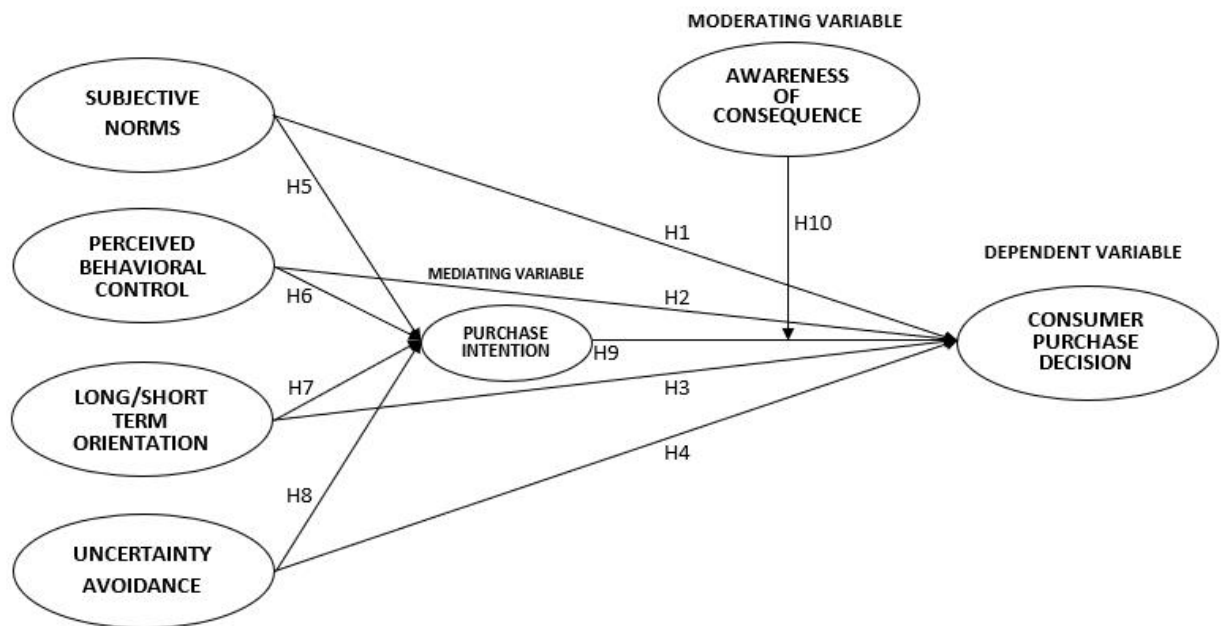 MODERATING VARIABLE
AWARENESS
OF
CONSEQUENCE
SUBJECTIVE
NORMS
H5
H1
H10
PERCEIVED
BEHAVIORAL
CONTROL
H6
MEDIATING VARIABLE
H2
DEPENDENT VARIABLE
PURCHASE
INTENTION
H9
CONSUMER
PURCHASE
DECISION
LONG/SHORT
TERM
ORIENTATION
H7
H3
H4
H8
UNCERTAINTY
AVOIDANCE